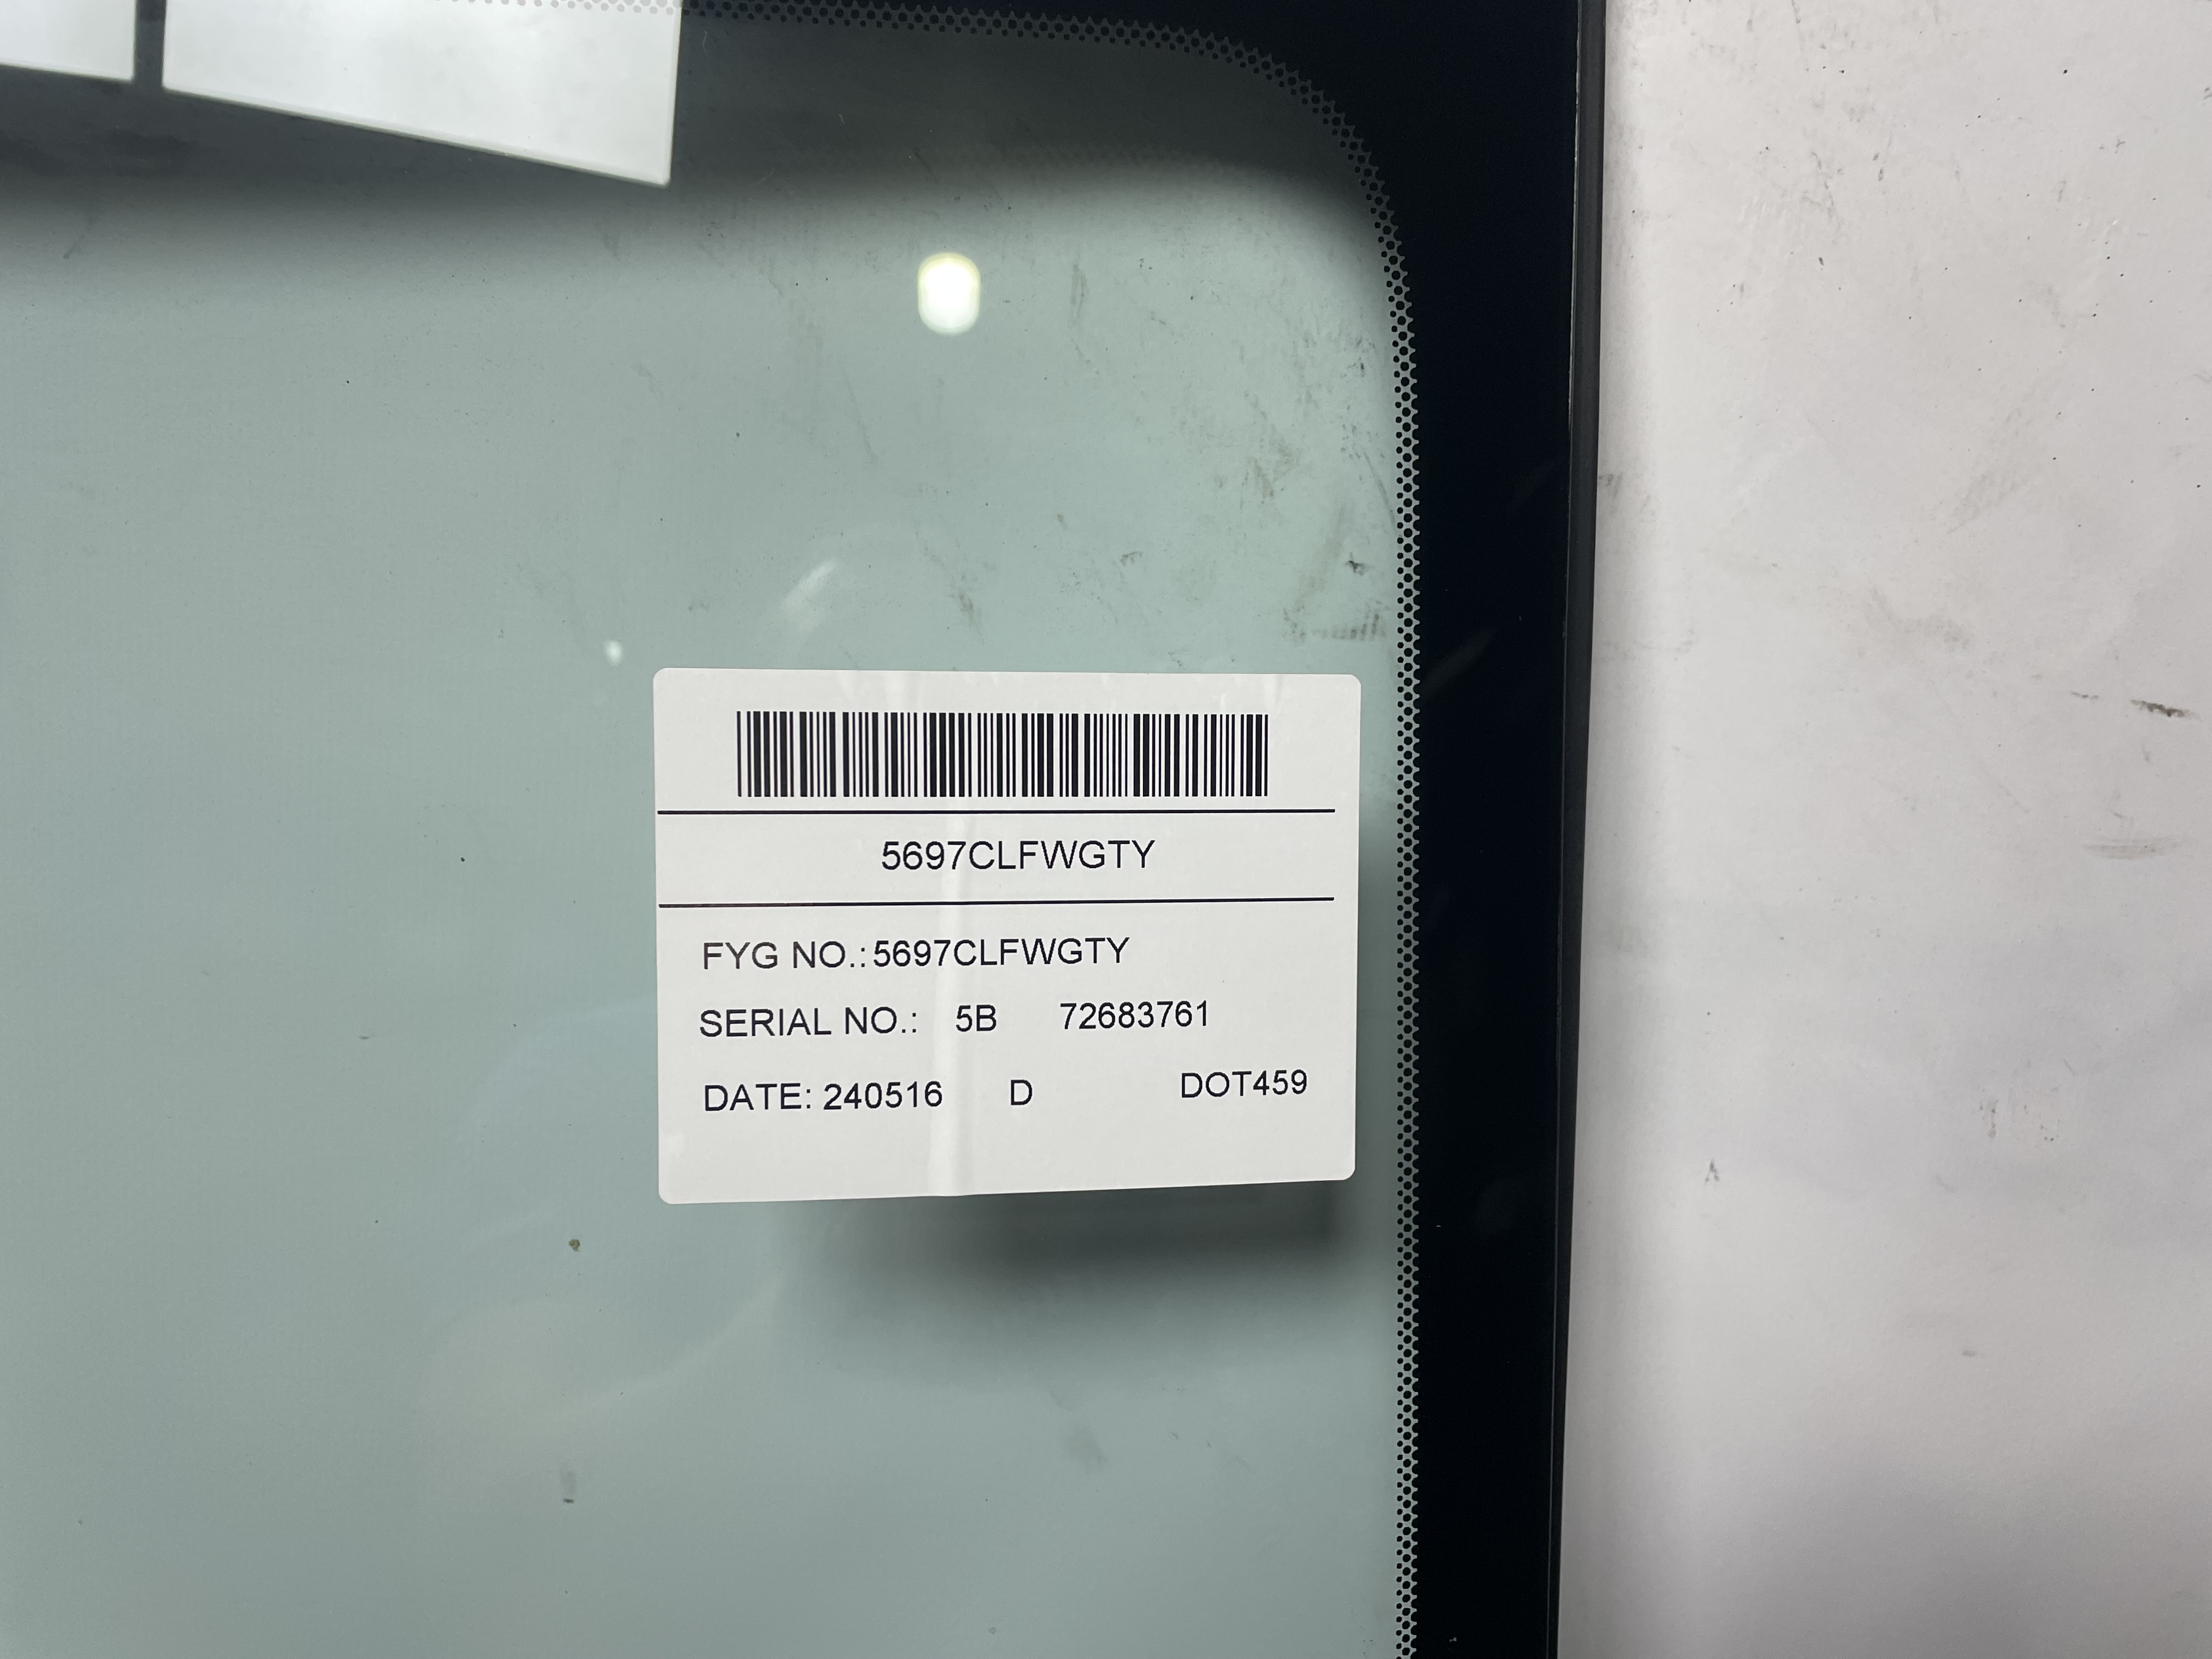 5697CLFWGTY
FYG NO.: 5697CLFWGTY
SERIAL NO.: 5B 72683761
DATE: 240516 D DOT459